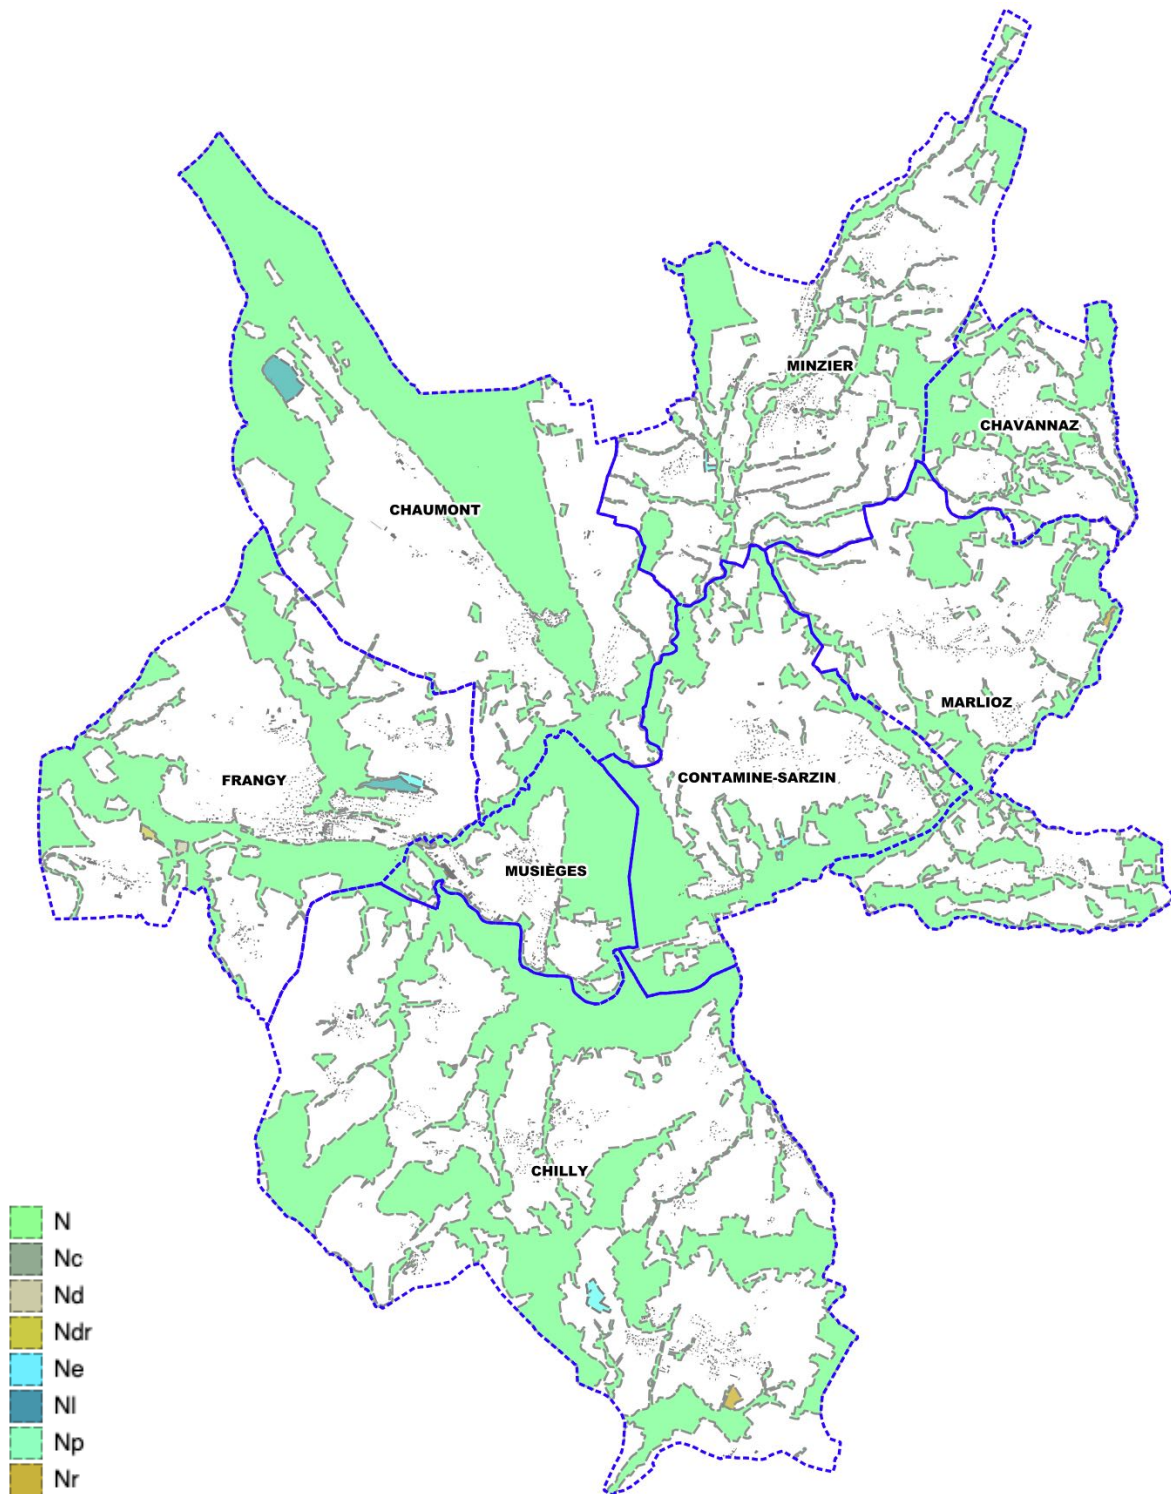 MINZIER
CHAVANNAZ
CHAUMONT
MARLIOZ
FRANGY
CONTAMINE-SARZIN
MUSIÈGES
CHILLY
N
Nc
Nd
Ndr
Ne
Nl
Np
Nr